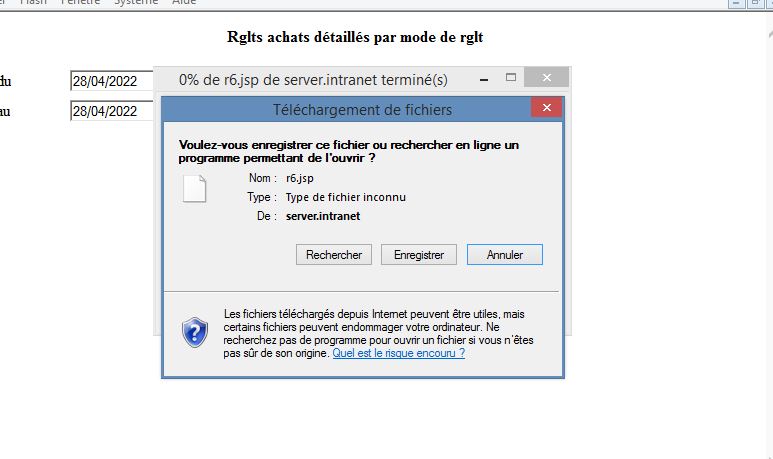 Flash Fenêtre Système Aide
Rglts achats détaillés par mode de rglt
du 28/04/2022
au 28/04/2022
0% de r6.jsp de server.intranet terminé(s)
Téléchargement de fichiers
Voulez-vous enregistrer ce fichier ou rechercher en ligne un
programme permettant de l'ouvrir ?
Nom : r6.jsp
Type : Type de fichier inconnu
De : server.intranet
Rechercher Enregistrer Annuler
Les fichiers téléchargés depuis Internet peuvent être utiles, mais
certains fichiers peuvent endommager votre ordinateur. Ne
recherchez pas de programme pour ouvrir un fichier si vous n'êtes
pas sûr de son origine. Quel est le risque encouru ?